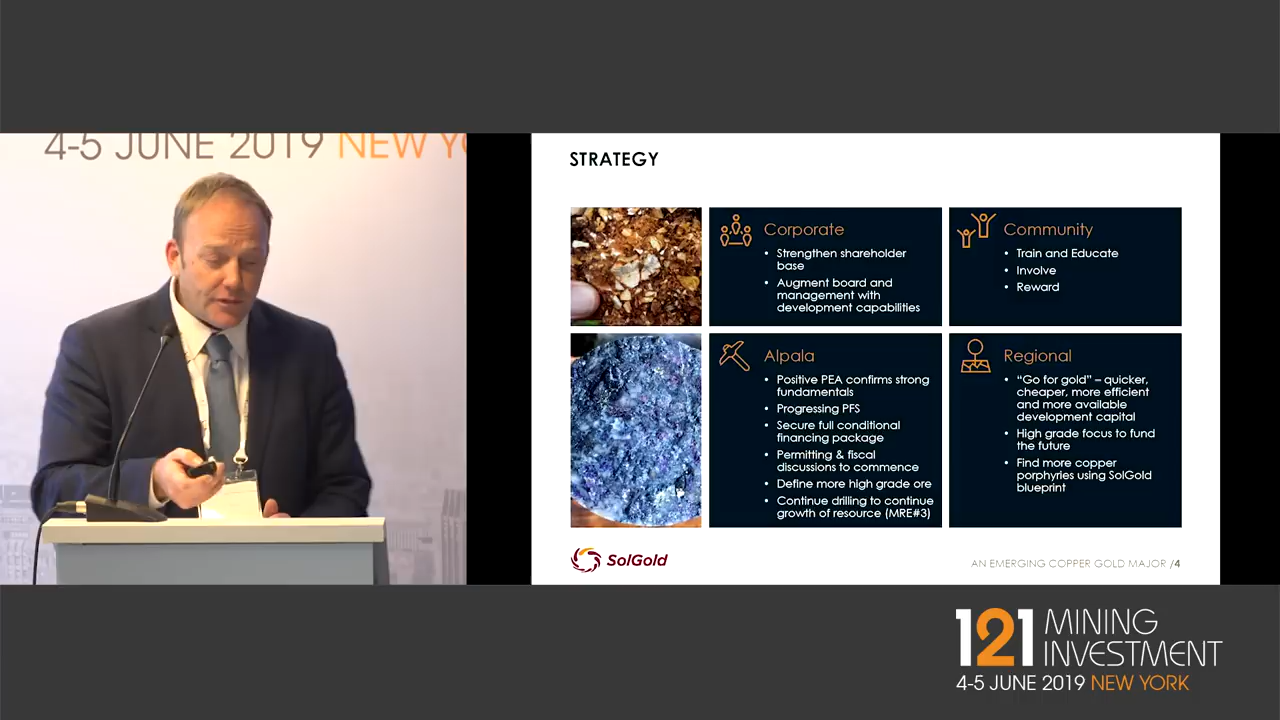 4-5 JUNE 2019 NEW Y
STRATEGY
Corporate
• Strengthen shareholder
base
• Augment board and
management with
development capabilities
Community
• Train and Educate
• Involve
• Reward
Alpala
• Positive PEA confirms strong
fundamentals
• Progressing PFS
• Secure full conditional
financing package
• Permitting & fiscal
discussions to commence
• Define more high grade ore
• Continue drilling to continue
growth of resource (MRE#3)
Regional
• “Go for gold” – quicker,
cheaper, more efficient
and more available
development capital
• High grade focus to fund
the future
• Find more copper
porphyries using SolGold
blueprint
SolGold
AN EMERGING COPPER GOLD MAJOR /4
121 MINING
INVESTMENT
4-5 JUNE 2019 NEW YORK